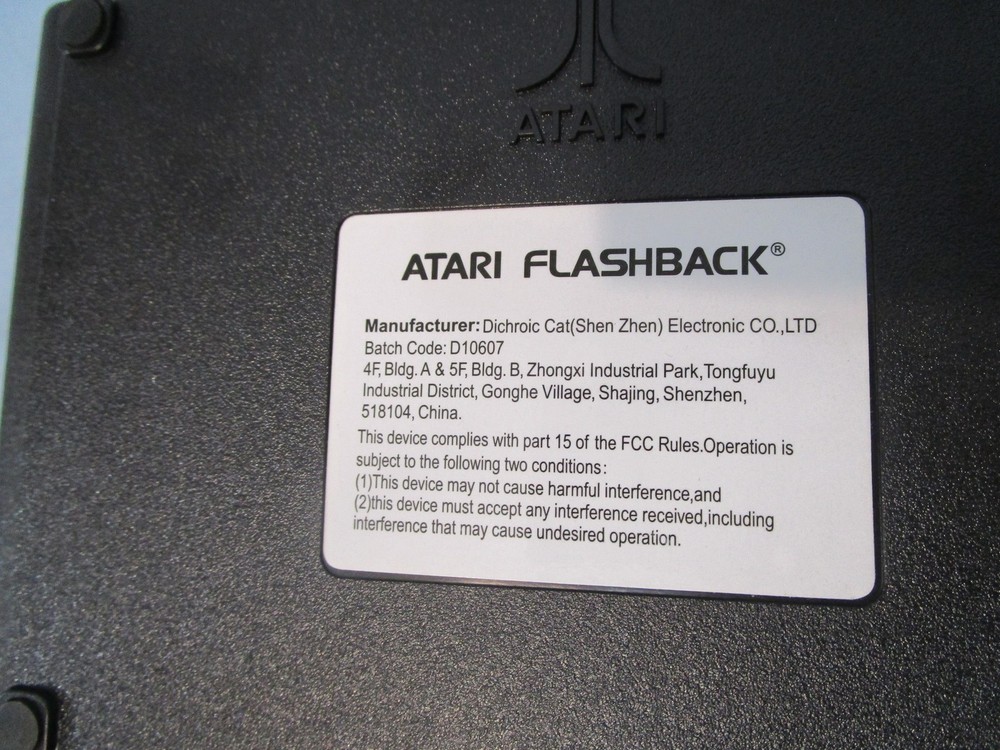 ATARI
ATARI FLASHBACK®
Manufacturer: Dichroic Cat(Shen Zhen) Electronic CO.,LTD
Batch Code: D10607
4F, Bldg. A & 5F, Bldg. B, Zhongxi Industrial Park,Tongfuyu
Industrial District, Gonghe Village, Shajing, Shenzhen,
518104, China.
This device complies with part 15 of the FCC Rules.Operation is
subject to the following two conditions:
(1)This device may not cause harmful interference,and
(2)this device must accept any interference received,including
interference that may cause undesired operation.